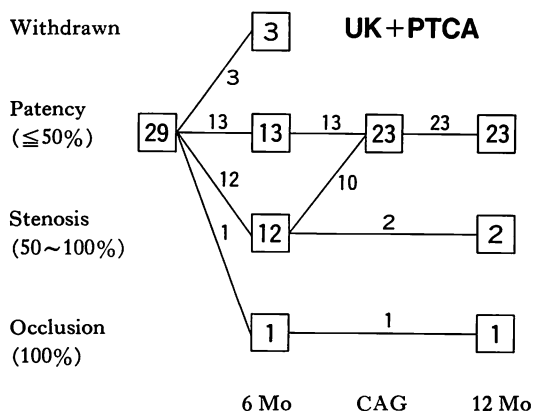 Withdrawn 3 UK+PTCA
3
Patency
(≦50%)
29 13 13 13 23 23 23
12 10
Stenosis
(50~100%)
1 12 2 2
Occlusion
(100%)
1 1 1
6 Mo CAG 12 Mo